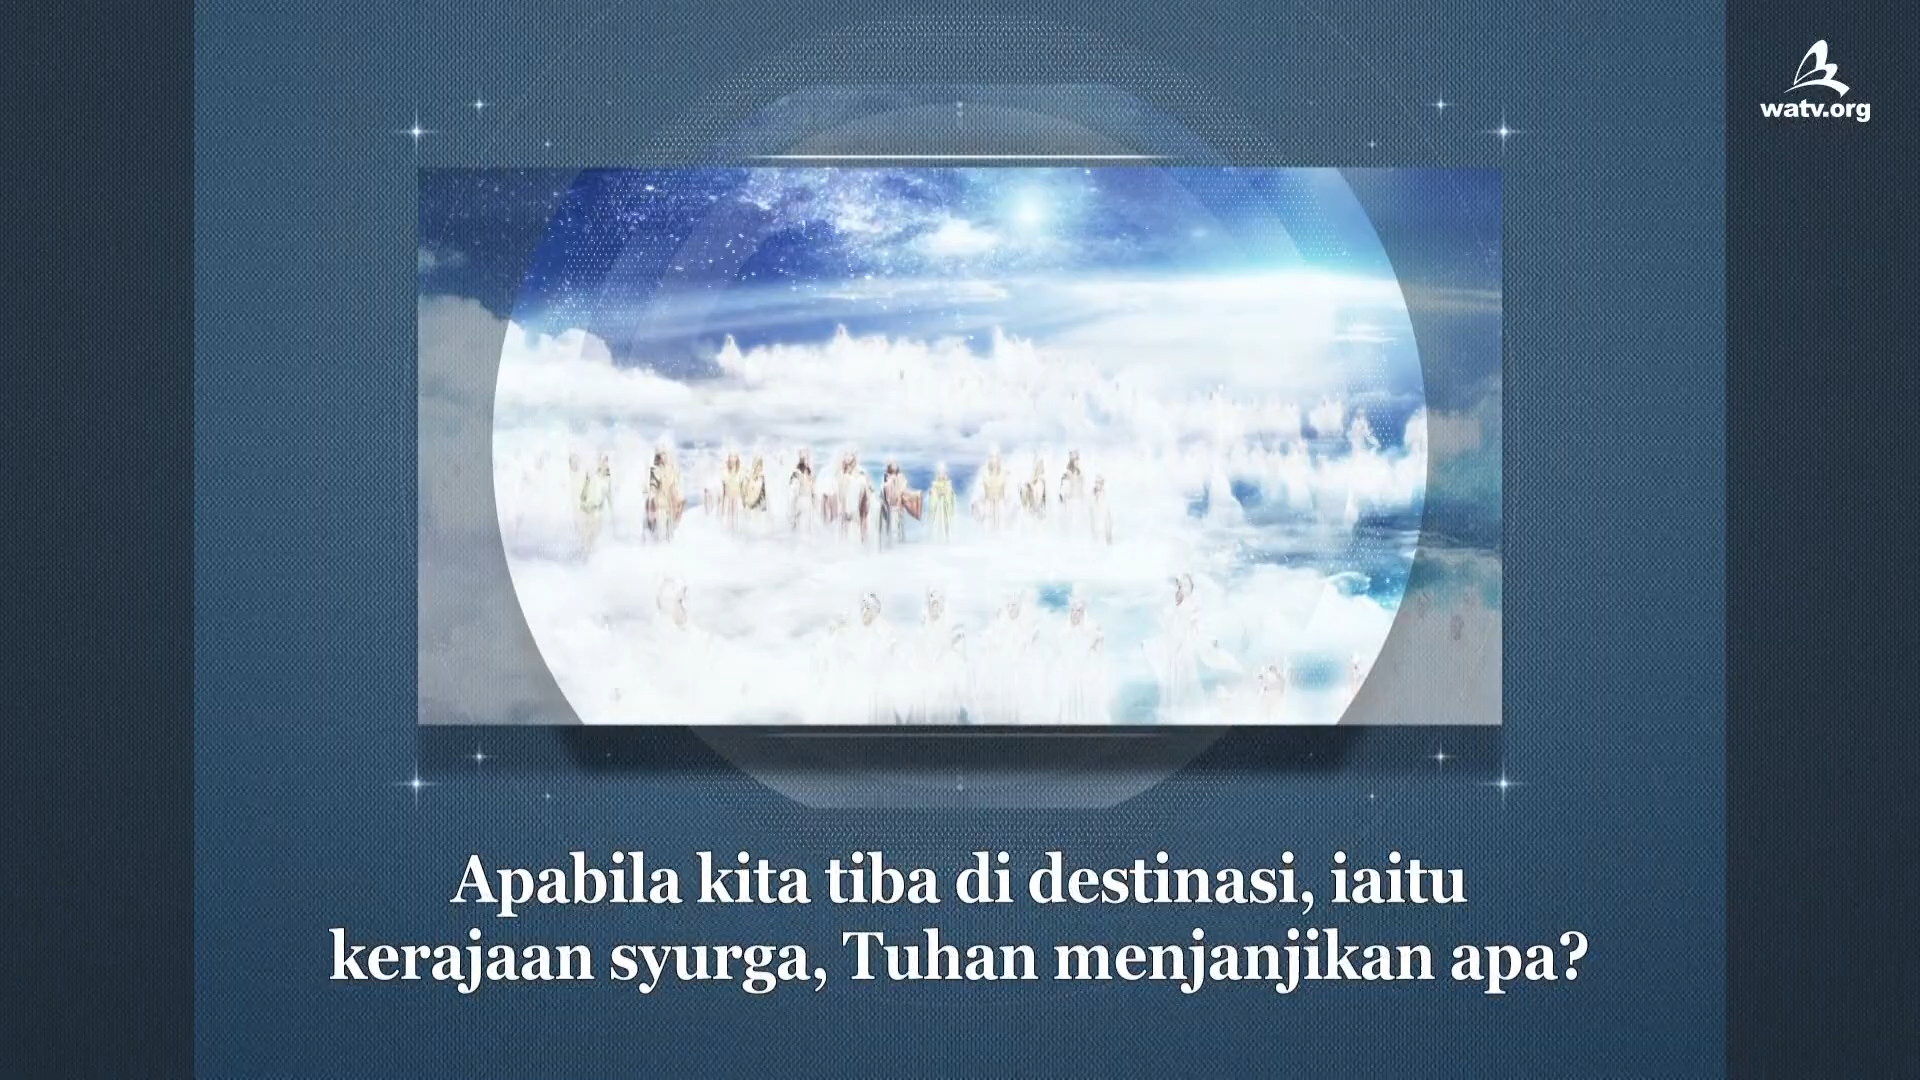 watv.org
Apabila kita tiba di destinasi, iaitu
kerajaan syurga, Tuhan menjanjikan apa?